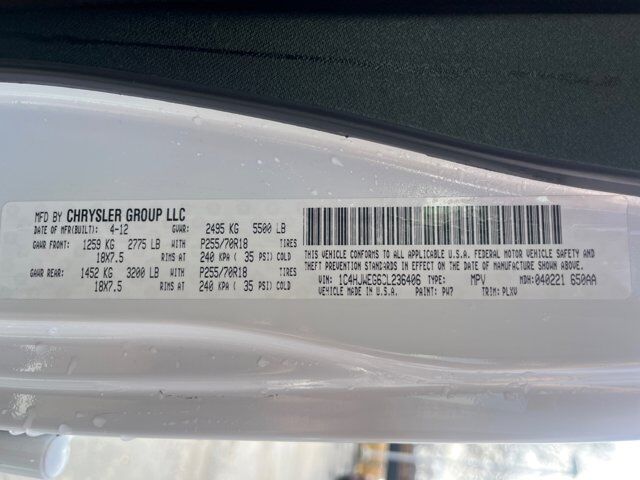 MFD BY CHRYSLER GROUP LLC
DATE OF MFR(BUILT): 4-12 GVWR: 2495 KG 5500 LB
GAWR FRONT: 1259 KG 2775 LB WITH P255/70R18 TIRES
18X7.5 RIMS AT 240 KPA ( 35 PSI) COLD
GAWR REAR: 1452 KG 3200 LB WITH P255/70R18 TIRES
18X7.5 RIMS AT 240 KPA ( 35 PSI) COLD
THIS VEHICLE CONFORMS TO ALL APPLICABLE U.S.A. FEDERAL MOTOR VEHICLE SAFETY AND
THEFT PREVENTION STANDARDS IN EFFECT ON THE DATE OF MANUFACTURE SHOWN ABOVE.
VIN: 1C4HJWEG6CL236406 TYPE: MPV MDH: 040221 650AA
VEHICLE MADE IN U.S.A. PAINT: PW7 TRIM: PLXV